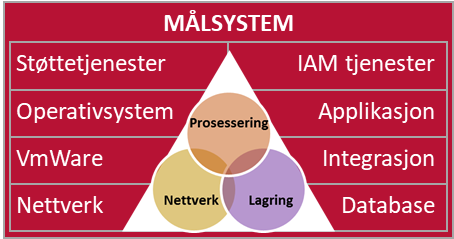 MÅLSYSTEM
Støttetjenester
IAM tjenester
Operativsystem
Applikasjon
Prosessering
VmWare
Integrasjon
Nettverk
Database
Nettverk
Lagring